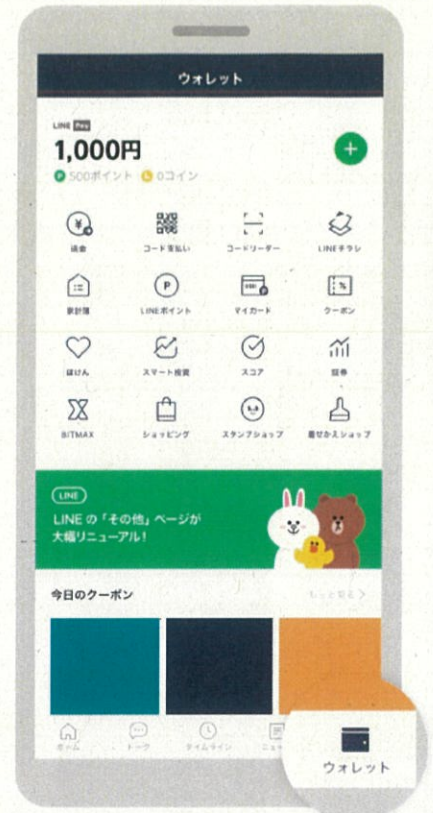 ウォレット
LINE Pay
1,000円
P 500ポイント L 0コイン
送金 コード支払い コードリーダー LINEチラシ
家計簿 LINEポイント マイカード クーポン
ほけん スマート投資 スコア 証券
BITMAX ショッピング スタンプショップ 着せかえショップ
LINE
LINE の「その他」ページが
大幅リニューアル！
今日のクーポン もっと見る
ホーム トーク タイムライン ニュ
ウォレット